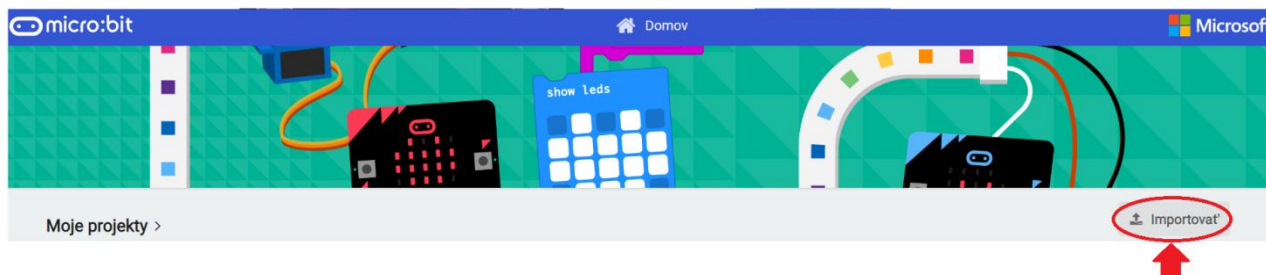 micro:bit
Domov
Microsof
show leds
Moje projekty >
Importovať